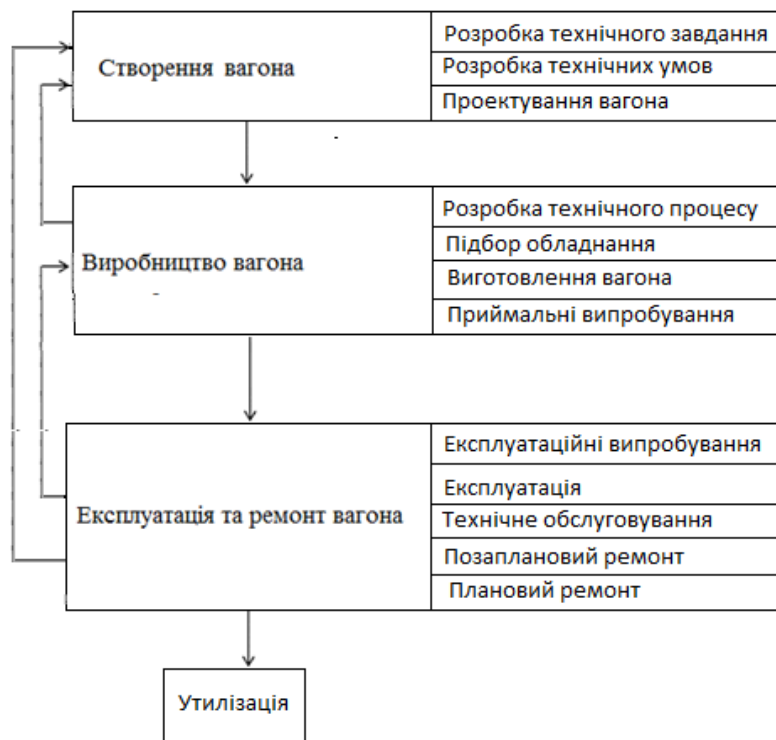 Створення вагона
Розробка технічного завдання
Розробка технічних умов
Проектування вагона
Виробництво вагона
Розробка технічного процесу
Підбор обладнання
Виготовлення вагона
Приймальні випробування
Експлуатація та ремонт вагона
Експлуатаційні випробування
Експлуатація
Технічне обслуговування
Позаплановий ремонт
Плановий ремонт
Утилізація